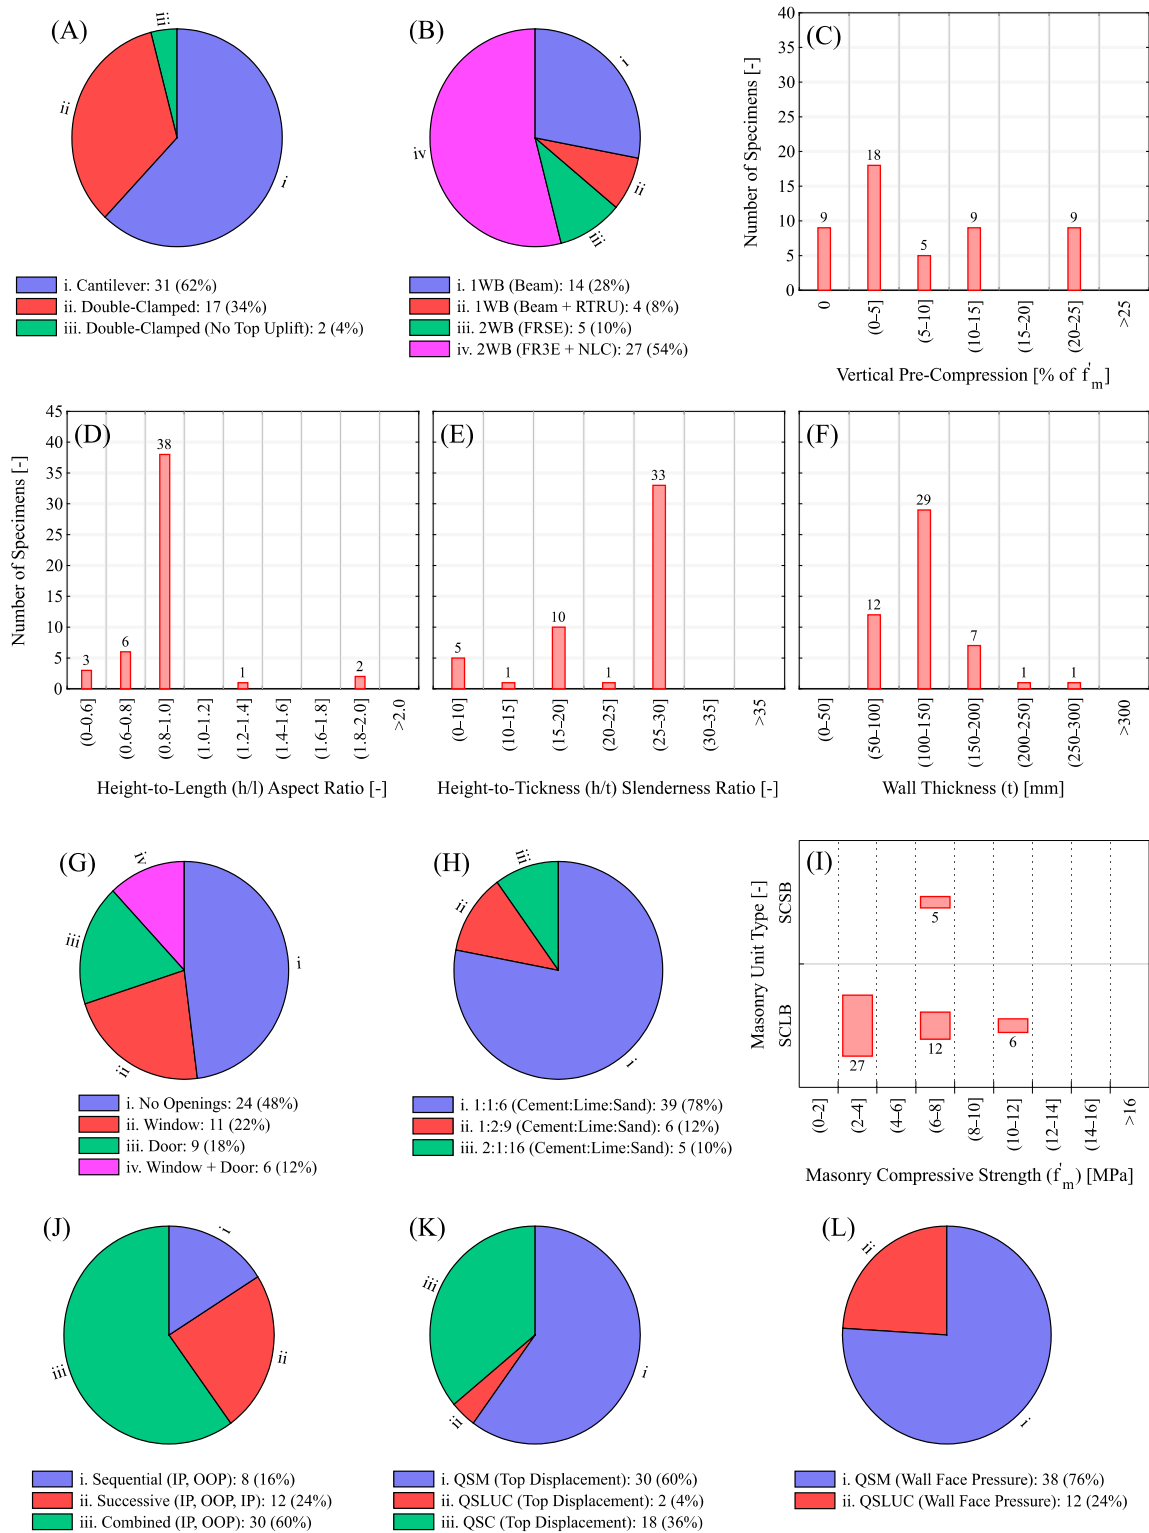 (A)
iii
ii
i
i. Cantilever: 31 (62%)
ii. Double-Clamped: 17 (34%)
iii. Double-Clamped (No Top Uplift): 2 (4%)
(B)
i
iv
ii
iii
i. 1WB (Beam): 14 (28%)
ii. 1WB (Beam + RTRU): 4 (8%)
iii. 2WB (FRSE): 5 (10%)
iv. 2WB (FR3E + NLC): 27 (54%)
(C)
Number of Specimens [-]
40
35
30
25
20
15
10
5
0
9
18
5
9
9
0
(0–5]
(5–10]
(10–15]
(15–20]
(20–25]
>25
Vertical Pre-Compression [% of f'm]
(D)
Number of Specimens [-]
45
40
35
30
25
20
15
10
5
0
3
6
38
1
2
(0–0.6]
(0.6–0.8]
(0.8–1.0]
(1.0–1.2]
(1.2–1.4]
(1.4–1.6]
(1.6–1.8]
(1.8–2.0]
>2.0
Height-to-Length (h/l) Aspect Ratio [-]
(E)
5
1
10
1
33
(0–10]
(10–15]
(15–20]
(20–25]
(25–30]
(30–35]
>35
Height-to-Tickness (h/t) Slenderness Ratio [-]
(F)
12
29
7
1
1
(0–50]
(50–100]
(100–150]
(150–200]
(200–250]
(250–300]
>300
Wall Thickness (t) [mm]
(G)
iv
iii
i
ii
i. No Openings: 24 (48%)
ii. Window: 11 (22%)
iii. Door: 9 (18%)
iv. Window + Door: 6 (12%)
(H)
iii
ii
i
i. 1:1:6 (Cement:Lime:Sand): 39 (78%)
ii. 1:2:9 (Cement:Lime:Sand): 6 (12%)
iii. 2:1:16 (Cement:Lime:Sand): 5 (10%)
(I)
Masonry Unit Type [-]
SCSB
SCLB
5
27
12
6
(0–2]
(2–4]
(4–6]
(6–8]
(8–10]
(10–12]
(12–14]
(14–16]
>16
Masonry Compressive Strength (f'm) [MPa]
(J)
i
ii
iii
i. Sequential (IP, OOP): 8 (16%)
ii. Successive (IP, OOP, IP): 12 (24%)
iii. Combined (IP, OOP): 30 (60%)
(K)
iii
i
ii
i. QSM (Top Displacement): 30 (60%)
ii. QSLUC (Top Displacement): 2 (4%)
iii. QSC (Top Displacement): 18 (36%)
(L)
ii
i
i. QSM (Wall Face Pressure): 38 (76%)
ii. QSLUC (Wall Face Pressure): 12 (24%)